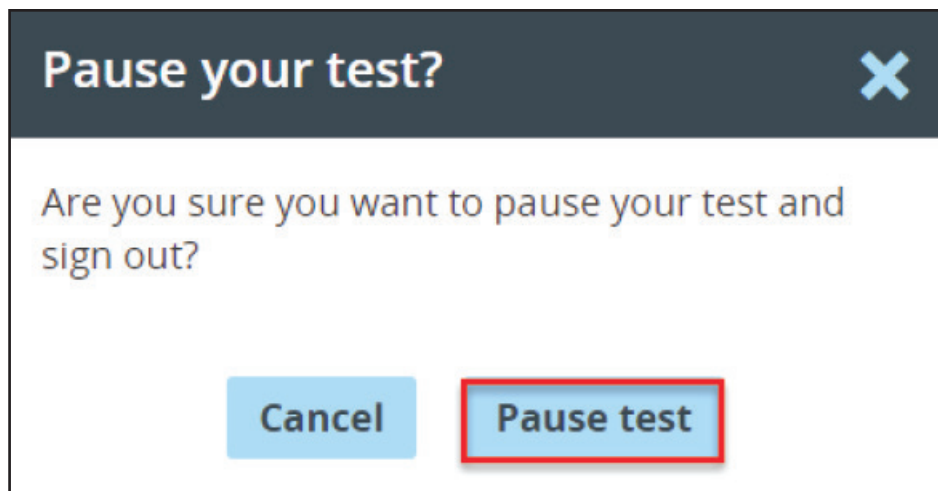 Pause your test?
Are you sure you want to pause your test and
sign out?
Cancel Pause test